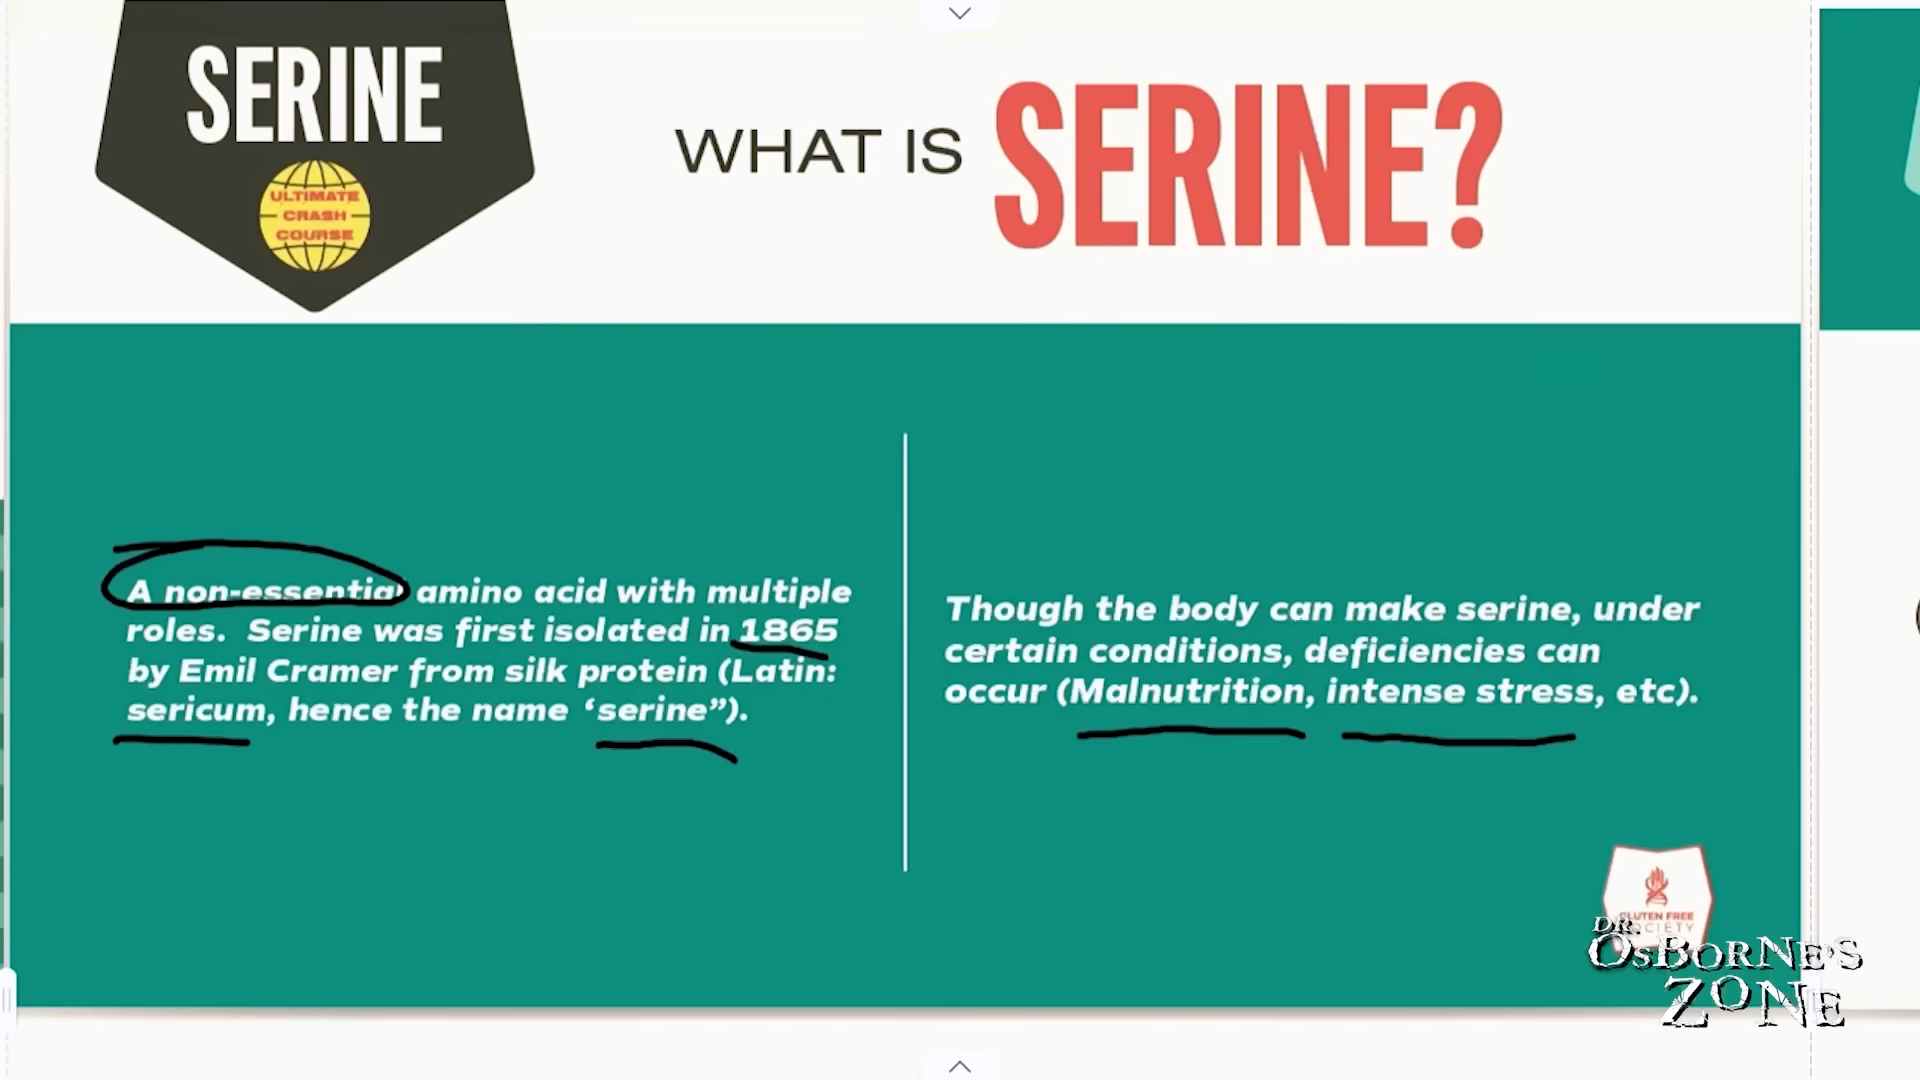 SERINE
ULTIMATE
CRASH
COURSE
WHAT IS SERINE?
A non-essential amino acid with multiple
roles.  Serine was first isolated in 1865
by Emil Cramer from silk protein (Latin:
sericum, hence the name ‘serine”).
Though the body can make serine, under
certain conditions, deficiencies can
occur (Malnutrition, intense stress, etc).
GLUTEN FREE
SOCIETY
DR.
OSBORNE'S
ZONE